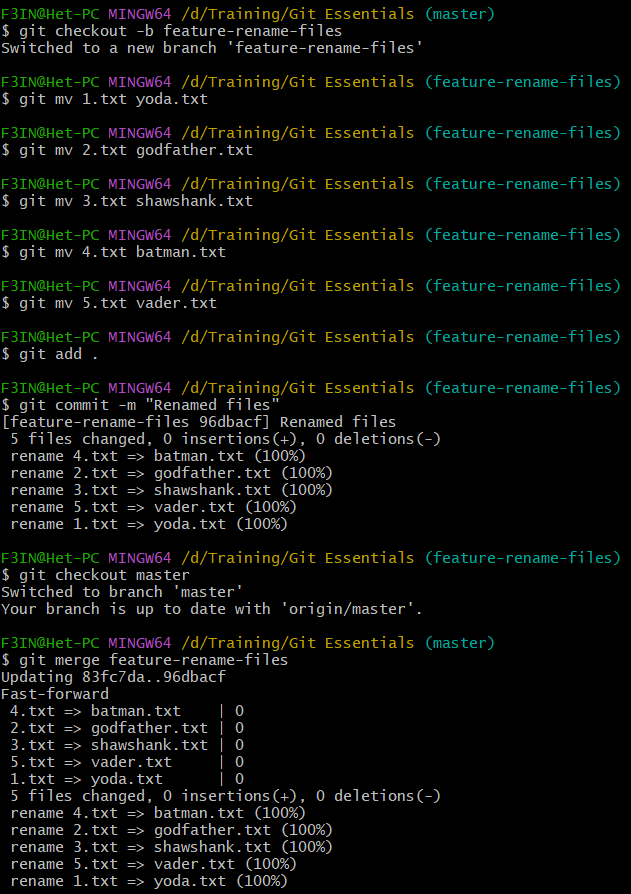 F3IN@Het-PC MINGW64 /d/Training/Git Essentials (master)
$ git checkout -b feature-rename-files
Switched to a new branch 'feature-rename-files'
F3IN@Het-PC MINGW64 /d/Training/Git Essentials (feature-rename-files)
$ git mv 1.txt yoda.txt
F3IN@Het-PC MINGW64 /d/Training/Git Essentials (feature-rename-files)
$ git mv 2.txt godfather.txt
F3IN@Het-PC MINGW64 /d/Training/Git Essentials (feature-rename-files)
$ git mv 3.txt shawshank.txt
F3IN@Het-PC MINGW64 /d/Training/Git Essentials (feature-rename-files)
$ git mv 4.txt batman.txt
F3IN@Het-PC MINGW64 /d/Training/Git Essentials (feature-rename-files)
$ git mv 5.txt vader.txt
F3IN@Het-PC MINGW64 /d/Training/Git Essentials (feature-rename-files)
$ git add .
F3IN@Het-PC MINGW64 /d/Training/Git Essentials (feature-rename-files)
$ git commit -m "Renamed files"
[feature-rename-files 96dbacf] Renamed files
 5 files changed, 0 insertions(+), 0 deletions(-)
 rename 4.txt => batman.txt (100%)
 rename 2.txt => godfather.txt (100%)
 rename 3.txt => shawshank.txt (100%)
 rename 5.txt => vader.txt (100%)
 rename 1.txt => yoda.txt (100%)
F3IN@Het-PC MINGW64 /d/Training/Git Essentials (feature-rename-files)
$ git checkout master
Switched to branch 'master'
Your branch is up to date with 'origin/master'.
F3IN@Het-PC MINGW64 /d/Training/Git Essentials (master)
$ git merge feature-rename-files
Updating 83fc7da..96dbacf
Fast-forward
 4.txt => batman.txt    | 0
 2.txt => godfather.txt | 0
 3.txt => shawshank.txt | 0
 5.txt => vader.txt     | 0
 1.txt => yoda.txt      | 0
 5 files changed, 0 insertions(+), 0 deletions(-)
 rename 4.txt => batman.txt (100%)
 rename 2.txt => godfather.txt (100%)
 rename 3.txt => shawshank.txt (100%)
 rename 5.txt => vader.txt (100%)
 rename 1.txt => yoda.txt (100%)